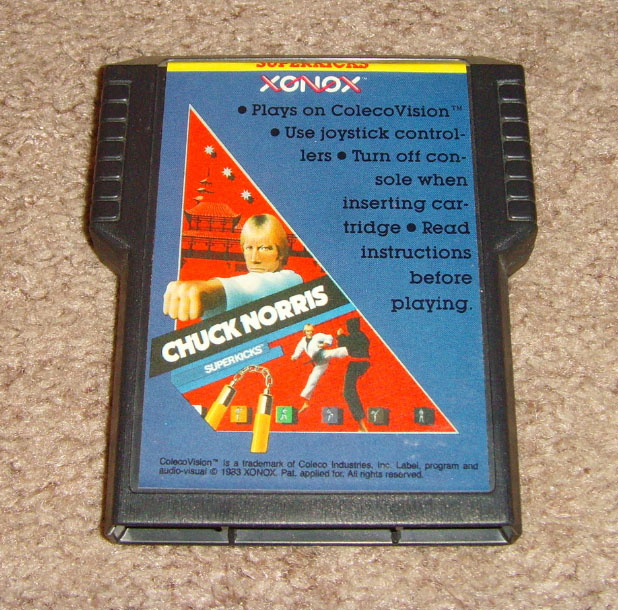 SUPERKICKS
XONOX™
• Plays on ColecoVision™
• Use joystick control-
lers • Turn off con-
sole when
inserting car-
tridge • Read
instructions
before
playing.
CHUCK NORRIS
SUPERKICKS™
ColecoVision™ is a trademark of Coleco Industries, Inc. Label, program and
audio-visual © 1983 XONOX. Pat. applied for. All rights reserved.